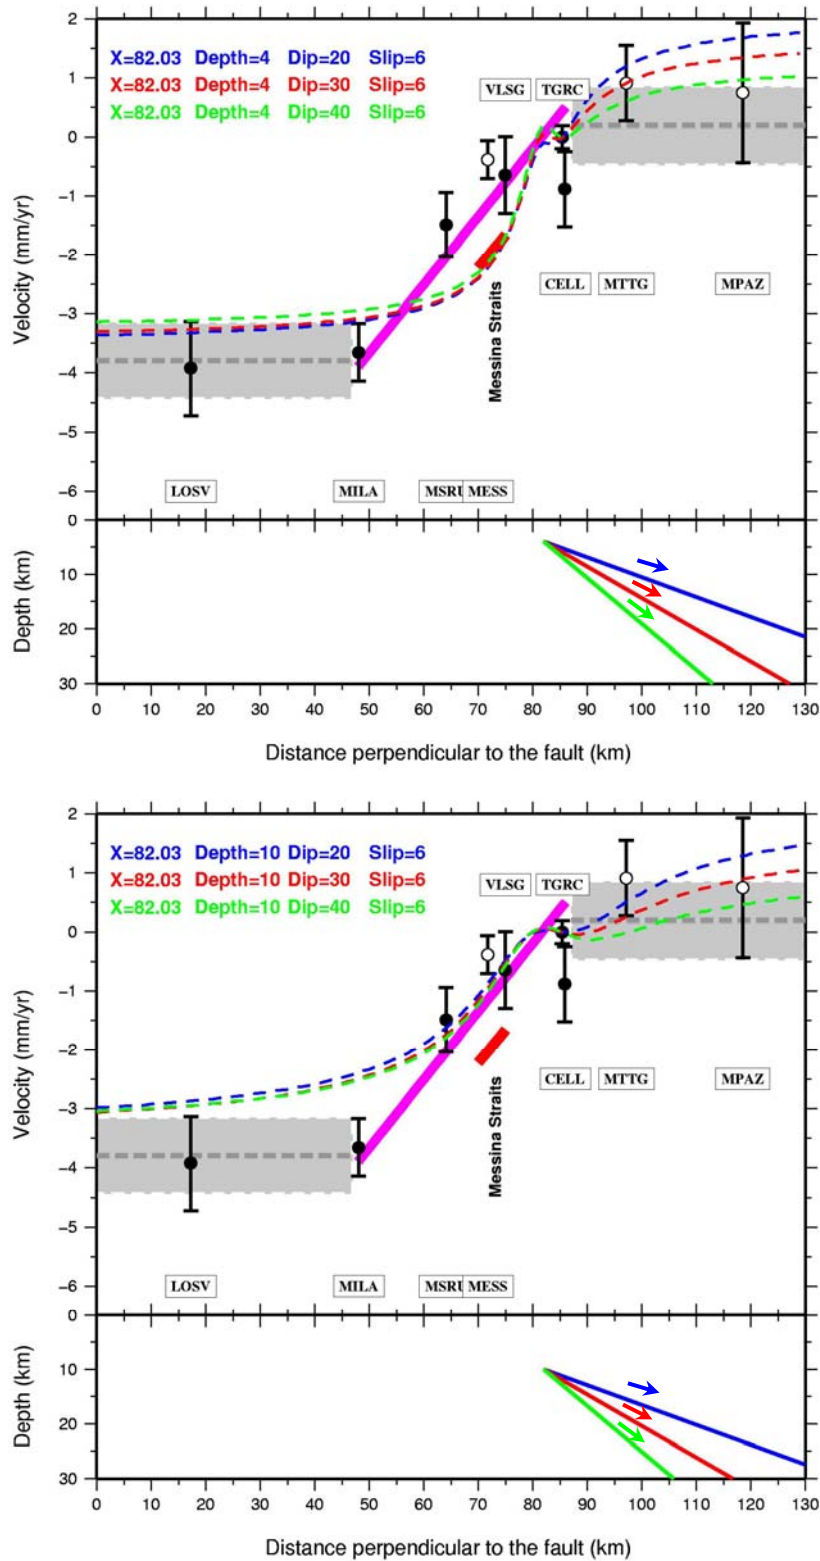 2
X=82.03 Depth=4 Dip=20 Slip=6
X=82.03 Depth=4 Dip=30 Slip=6
X=82.03 Depth=4 Dip=40 Slip=6
VLSG TGRC
1
0
−1
−2
−3
−4
−5
−6
Velocity (mm/yr)
CELL MTTG MPAZ
Messina Straits
LOSV MILA MSRU MESS
0
10
20
30
Depth (km)
0 10 20 30 40 50 60 70 80 90 100 110 120 130
Distance perpendicular to the fault (km)
2
X=82.03 Depth=10 Dip=20 Slip=6
X=82.03 Depth=10 Dip=30 Slip=6
X=82.03 Depth=10 Dip=40 Slip=6
VLSG TGRC
1
0
−1
−2
−3
−4
−5
−6
Velocity (mm/yr)
CELL MTTG MPAZ
Messina Straits
LOSV MILA MSRU MESS
0
10
20
30
Depth (km)
0 10 20 30 40 50 60 70 80 90 100 110 120 130
Distance perpendicular to the fault (km)